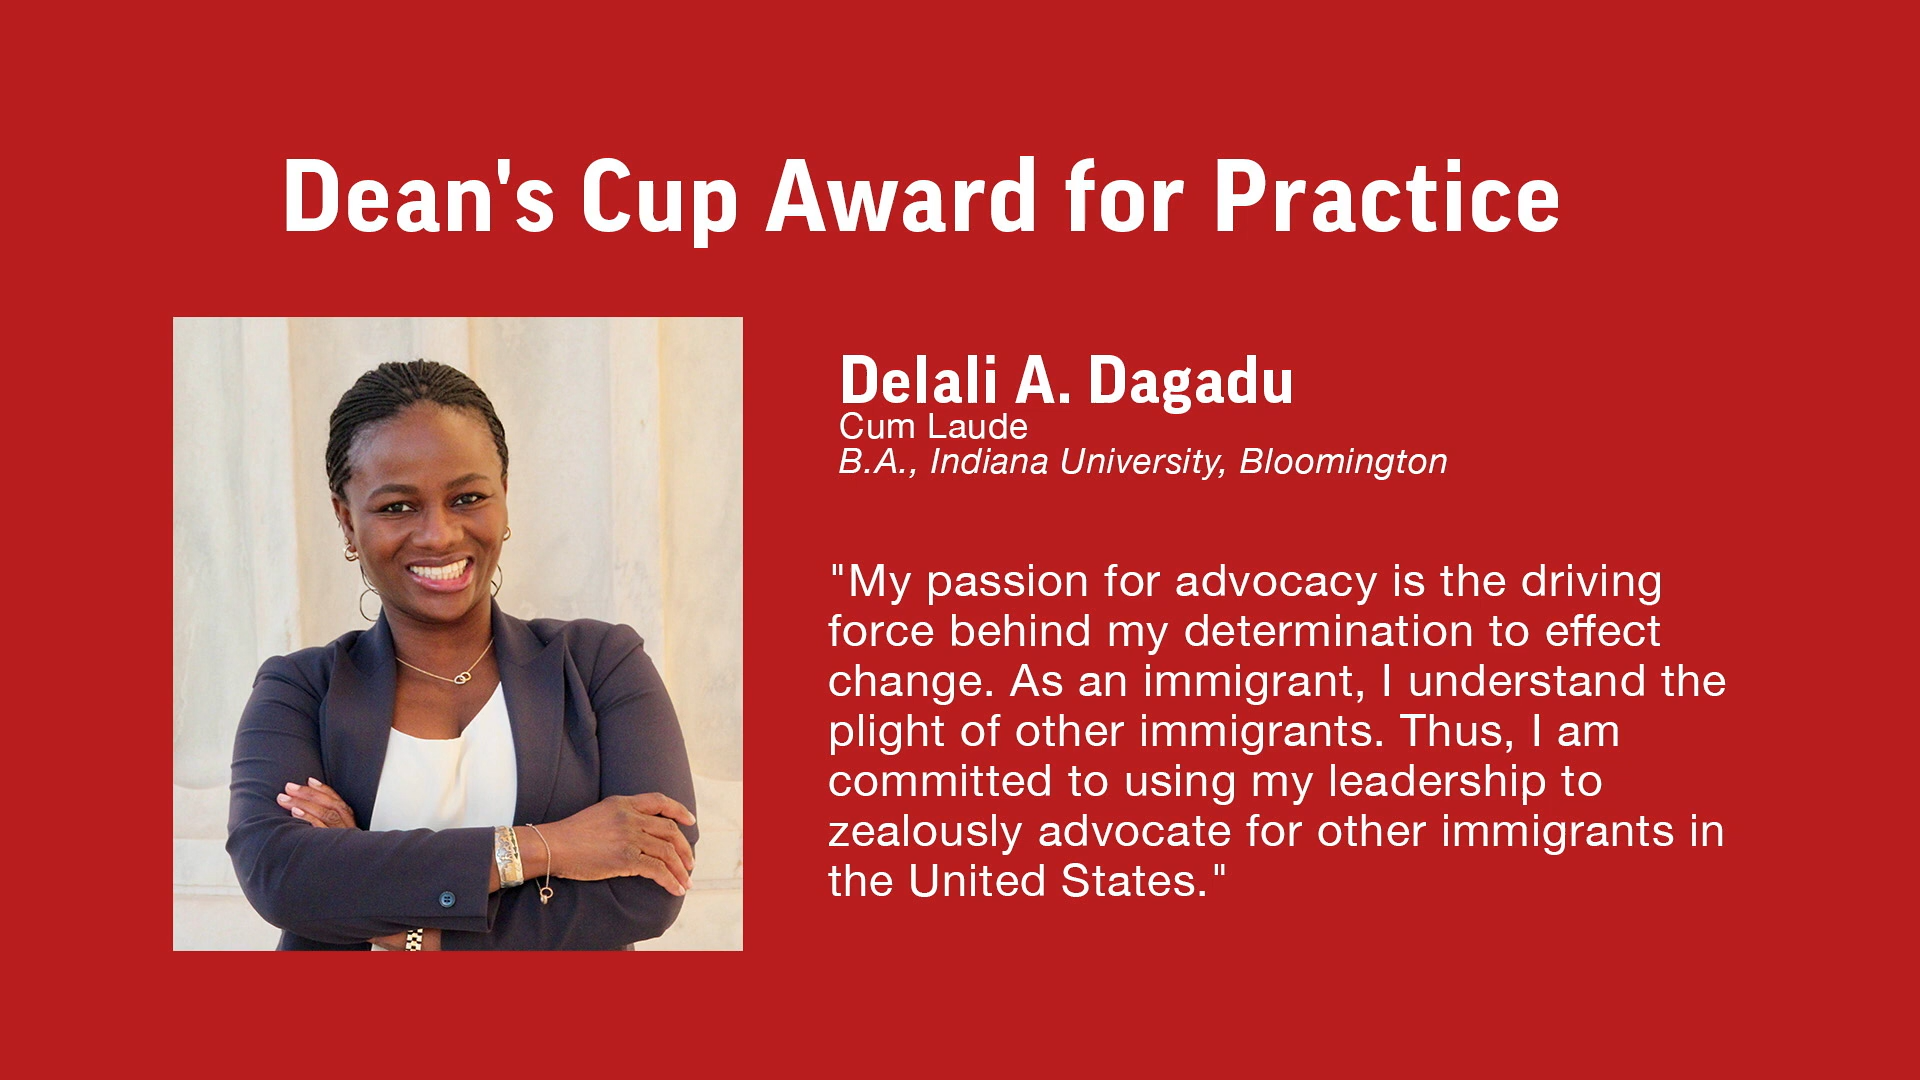 Dean's Cup Award for Practice
Delali A. Dagadu
Cum Laude
B.A., Indiana University, Bloomington
"My passion for advocacy is the driving
force behind my determination to effect
change. As an immigrant, I understand the
plight of other immigrants. Thus, I am
committed to using my leadership to
zealously advocate for other immigrants in
the United States."